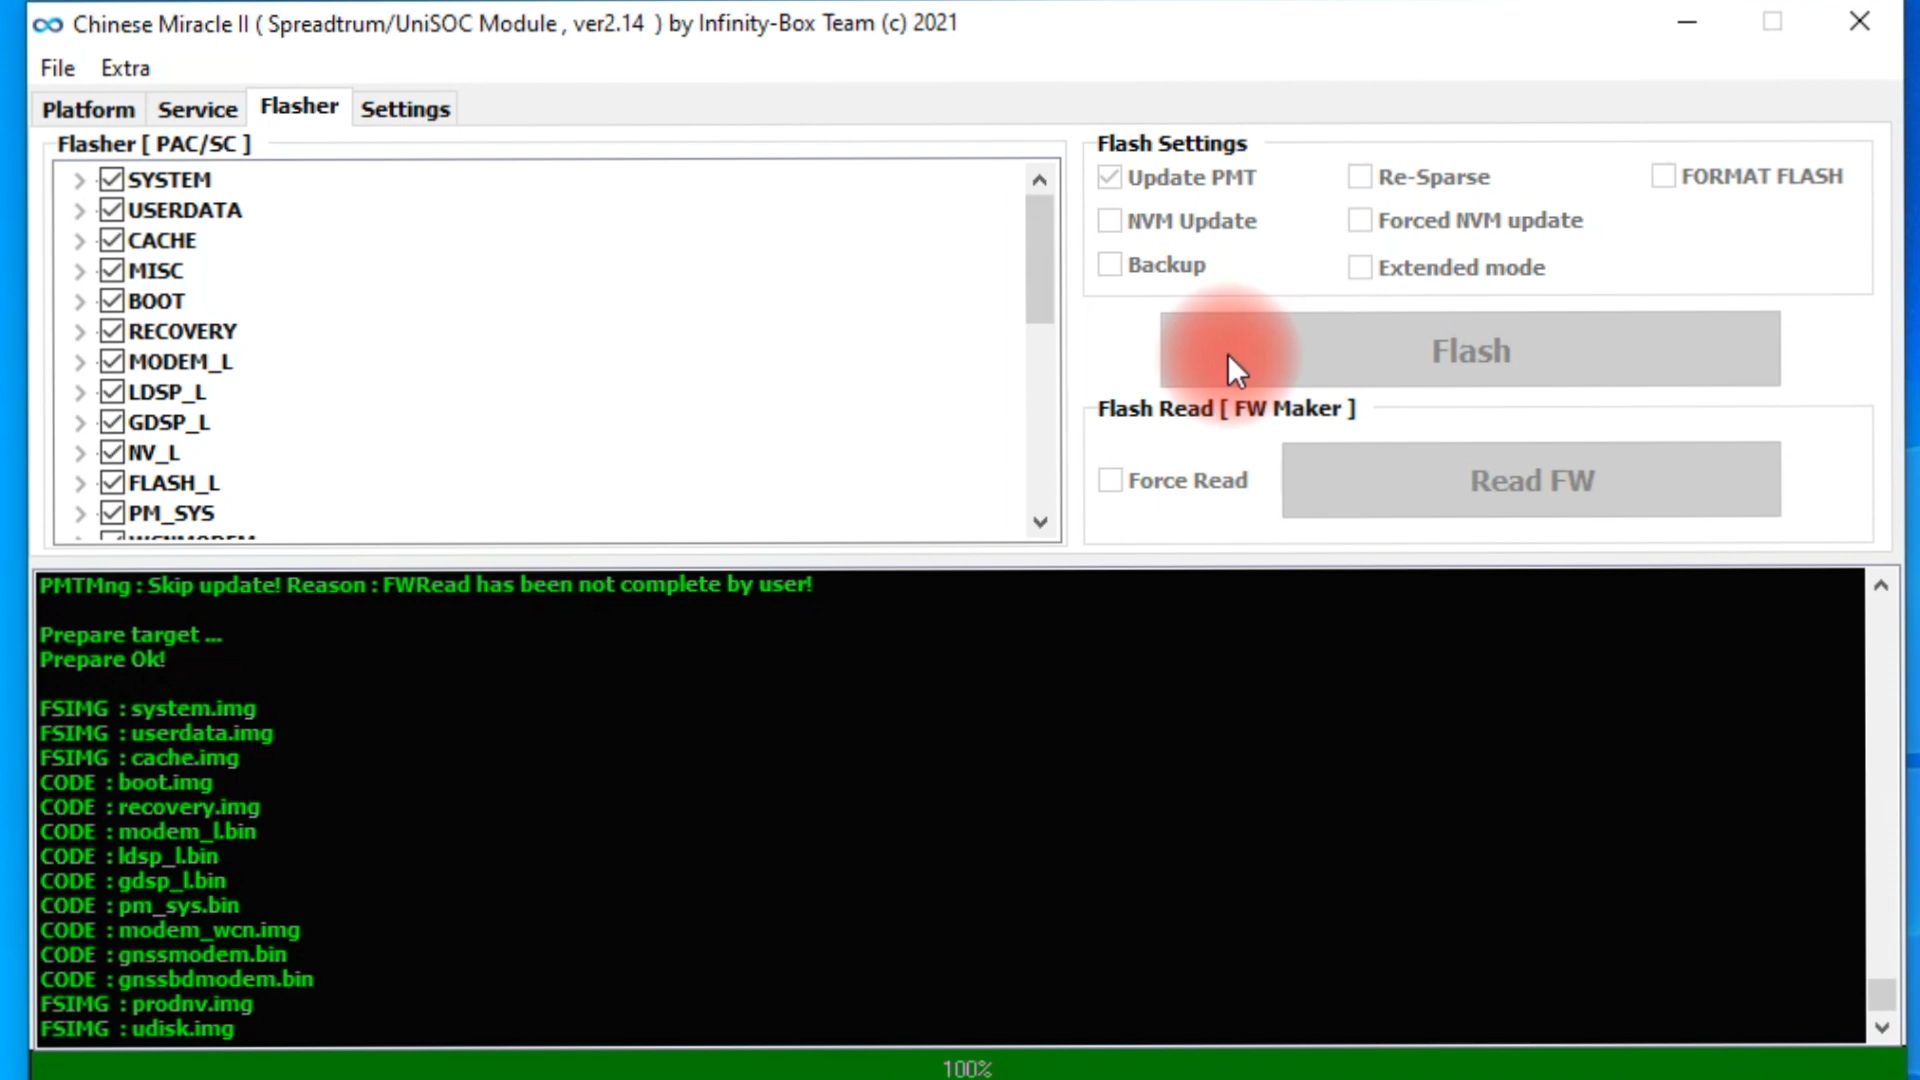 Chinese Miracle II ( Spreadtrum/UniSOC Module , ver2.14 ) by Infinity-Box Team (c) 2021
File Extra
Platform Service Flasher Settings
Flasher [ PAC/SC ]
SYSTEM
USERDATA
CACHE
MISC
BOOT
RECOVERY
MODEM_L
LDSP_L
GDSP_L
NV_L
FLASH_L
PM_SYS
Flash Settings
Update PMT Re-Sparse FORMAT FLASH
NVM Update Forced NVM update
Backup Extended mode
Flash
Flash Read [ FW Maker ]
Force Read Read FW
PMTMng : Skip update! Reason : FWRead has been not complete by user!
Prepare target ...
Prepare Ok!
FSIMG : system.img
FSIMG : userdata.img
FSIMG : cache.img
CODE : boot.img
CODE : recovery.img
CODE : modem_l.bin
CODE : ldsp_l.bin
CODE : gdsp_l.bin
CODE : pm_sys.bin
CODE : modem_wcn.img
CODE : gnssmodem.bin
CODE : gnssbdmodem.bin
FSIMG : prodnv.img
FSIMG : udisk.img
100%